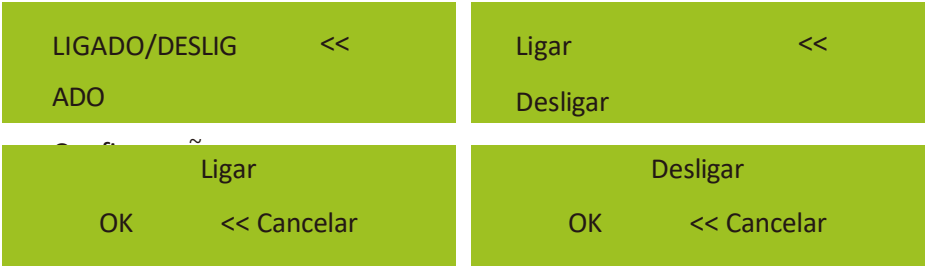 LIGADO/DESLIG <<
ADO
Ligar <<
Desligar
Ligar
OK << Cancelar
Desligar
OK << Cancelar